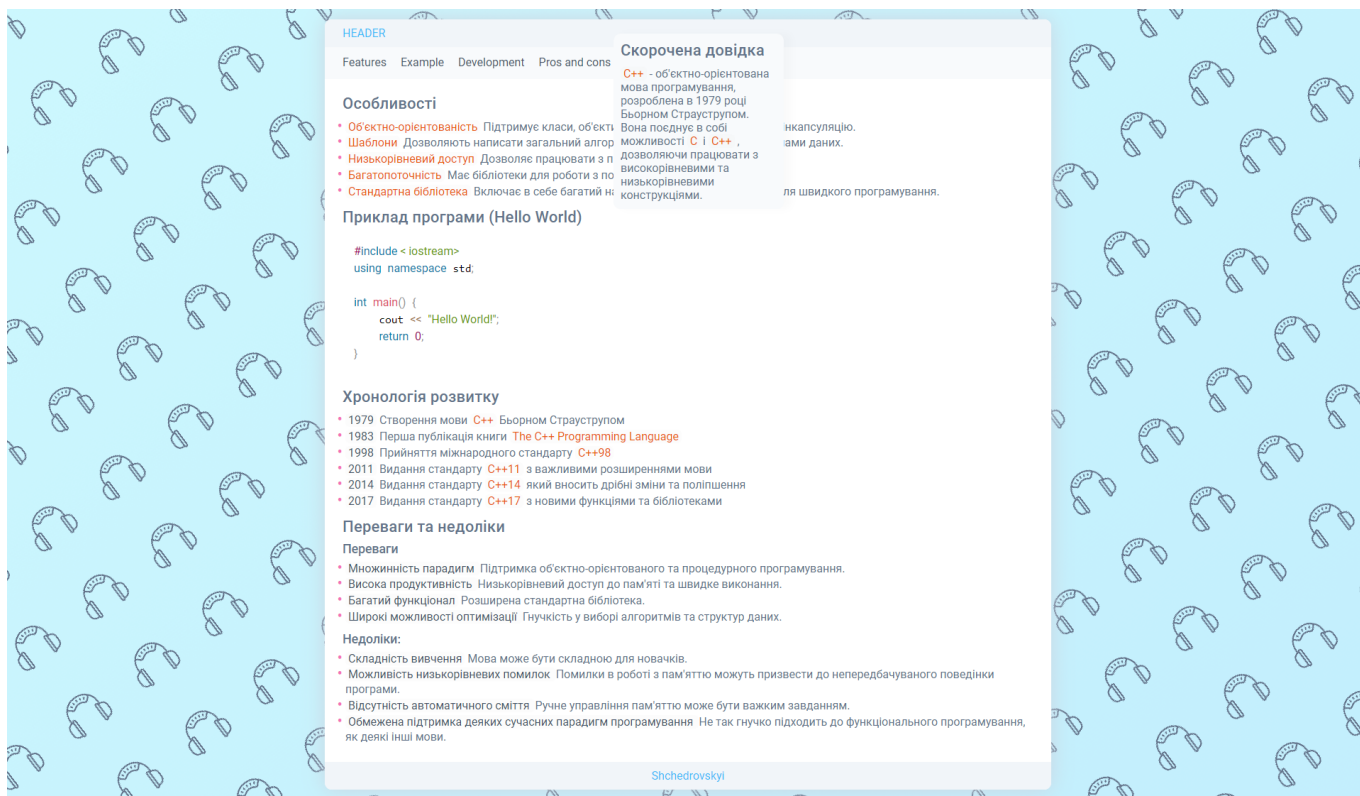 HEADER
Features Example Development Pros and cons
Скорочена довідка
C++ - об'єктно-орієнтована
мова програмування,
розроблена в 1979 році
Бьорном Страуструпом.
Вона поєднує в собі
можливості C і C++ ,
дозволяючи працювати з
високорівневими та
низькорівневими
конструкціями.
Особливості
Об'єктно-орієнтованість Підтримує класи, нкапсуляцію.
Шаблони Дозволяють написати загальний даних.
Низькорівневий доступ Дозволяє працювати з
Багатопоточність Має бібліотеки для роботи з
Стандартна бібліотека Включає в себе багатий для швидкого програмування.
Приклад програми (Hello World)
#include < iostream>
using namespace std;
int main() {
cout << "Hello World!";
return 0;
}
Хронологія розвитку
1979 Створення мови C++ Бьорном Страуструпом
1983 Перша публікація книги The C++ Programming Language
1998 Прийняття міжнародного стандарту C++98
2011 Видання стандарту C++11 з важливими розширеннями мови
2014 Видання стандарту C++14 який вносить дрібні зміни та поліпшення
2017 Видання стандарту C++17 з новими функціями та бібліотеками
Переваги та недоліки
Переваги
Множинність парадигм Підтримка об'єктно-орієнтованого та процедурного програмування.
Висока продуктивність Низькорівневий доступ до пам'яті та швидке виконання.
Багатий функціонал Розширена стандартна бібліотека.
Широкі можливості оптимізації Гнучкість у виборі алгоритмів та структур даних.
Недоліки:
Складність вивчення Мова може бути складною для новачків.
Можливість низькорівневих помилок Помилки в роботі з пам'яттю можуть призвести до непередбачуваного поведінки
програми.
Відсутність автоматичного сміття Ручне управління пам'яттю може бути важким завданням.
Обмежена підтримка деяких сучасних парадигм програмування Не так гнучко підходить до функціонального програмування,
як деякі інші мови.
Shchedrovskyi